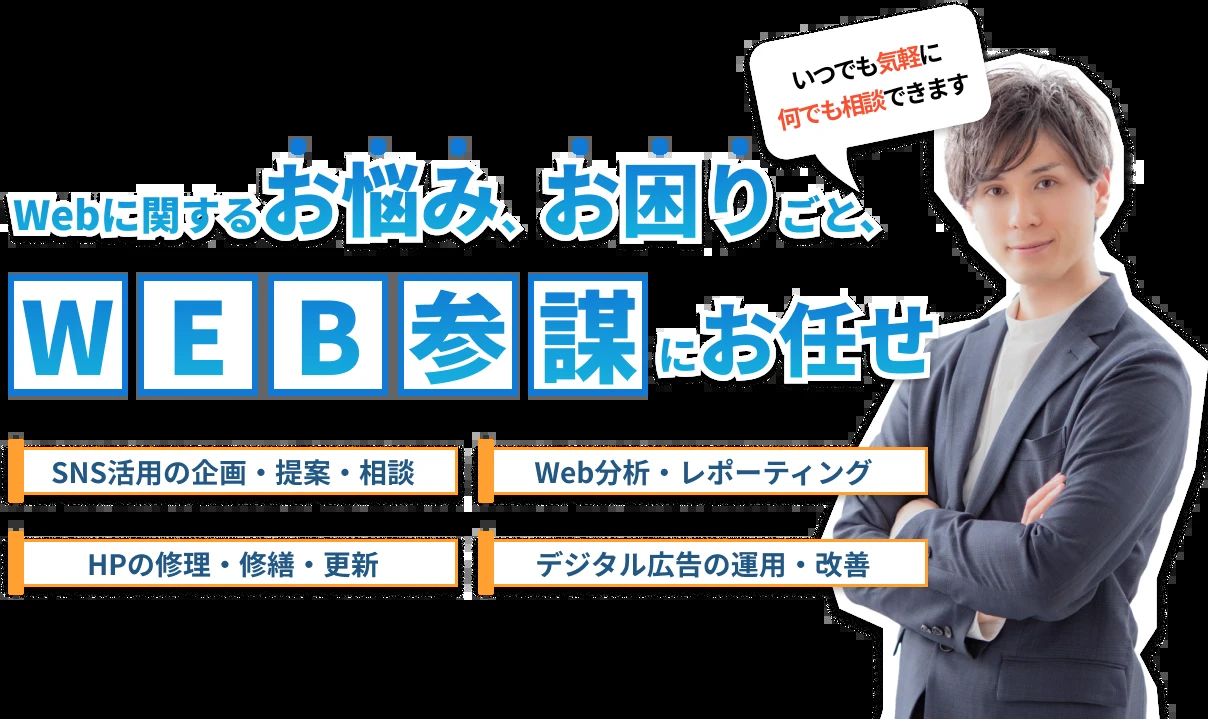 いつでも気軽に
何でも相談できます
Webに関するお悩み、お困りごと、
WEB参謀にお任せ
SNS活用の企画・提案・相談
Web分析・レポーティング
HPの修理・修繕・更新
デジタル広告の運用・改善